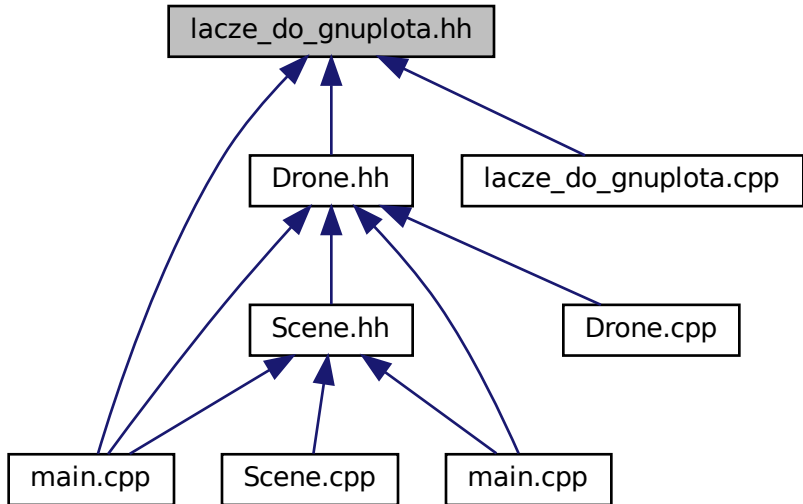 lacze_do_gnuplota.hh
Drone.hh
lacze_do_gnuplota.cpp
Scene.hh
Drone.cpp
main.cpp
Scene.cpp
main.cpp